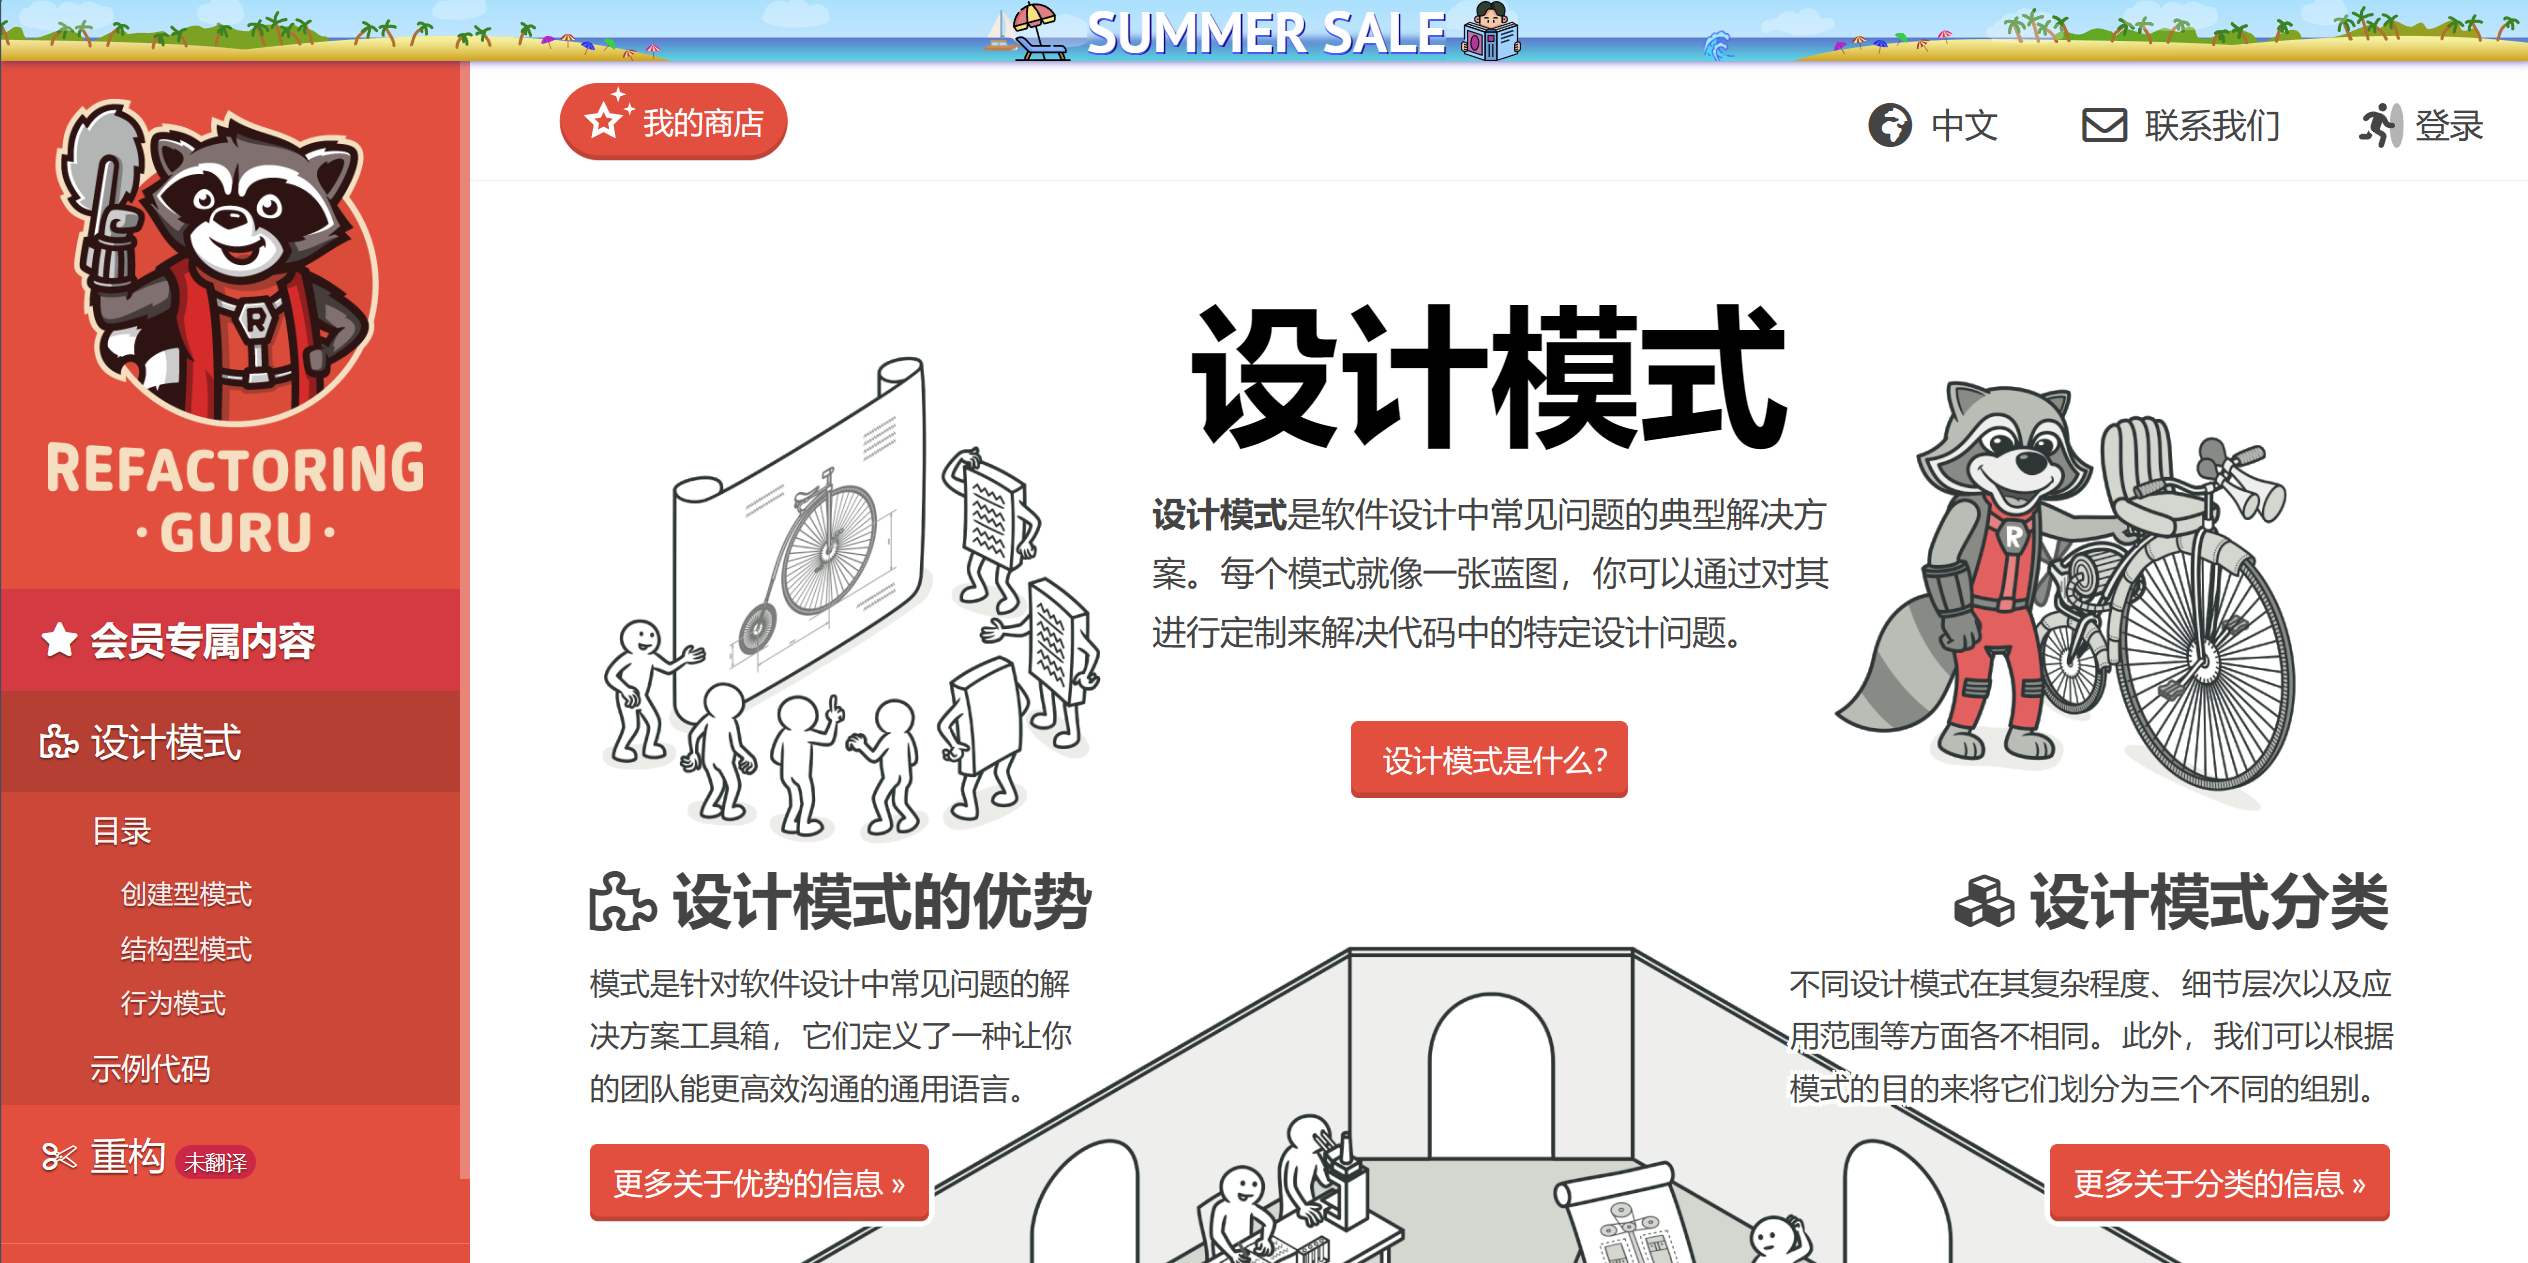 SUMMER SALE
我的商店
中文
联系我们
登录
R
REFACTORING
· GURU ·
会员专属内容
设计模式
目录
创建型模式
结构型模式
行为模式
示例代码
重构 未翻译
设计模式
设计模式是软件设计中常见问题的典型解决方
案。每个模式就像一张蓝图，你可以通过对其
进行定制来解决代码中的特定设计问题。
设计模式是什么？
R
设计模式的优势
模式是针对软件设计中常见问题的解
决方案工具箱，它们定义了一种让你
的团队能更高效沟通的通用语言。
更多关于优势的信息 »
设计模式分类
不同设计模式在其复杂程度、细节层次以及应
用范围等方面各不相同。此外，我们可以根据
模式的目的来将它们划分为三个不同的组别。
更多关于分类的信息 »